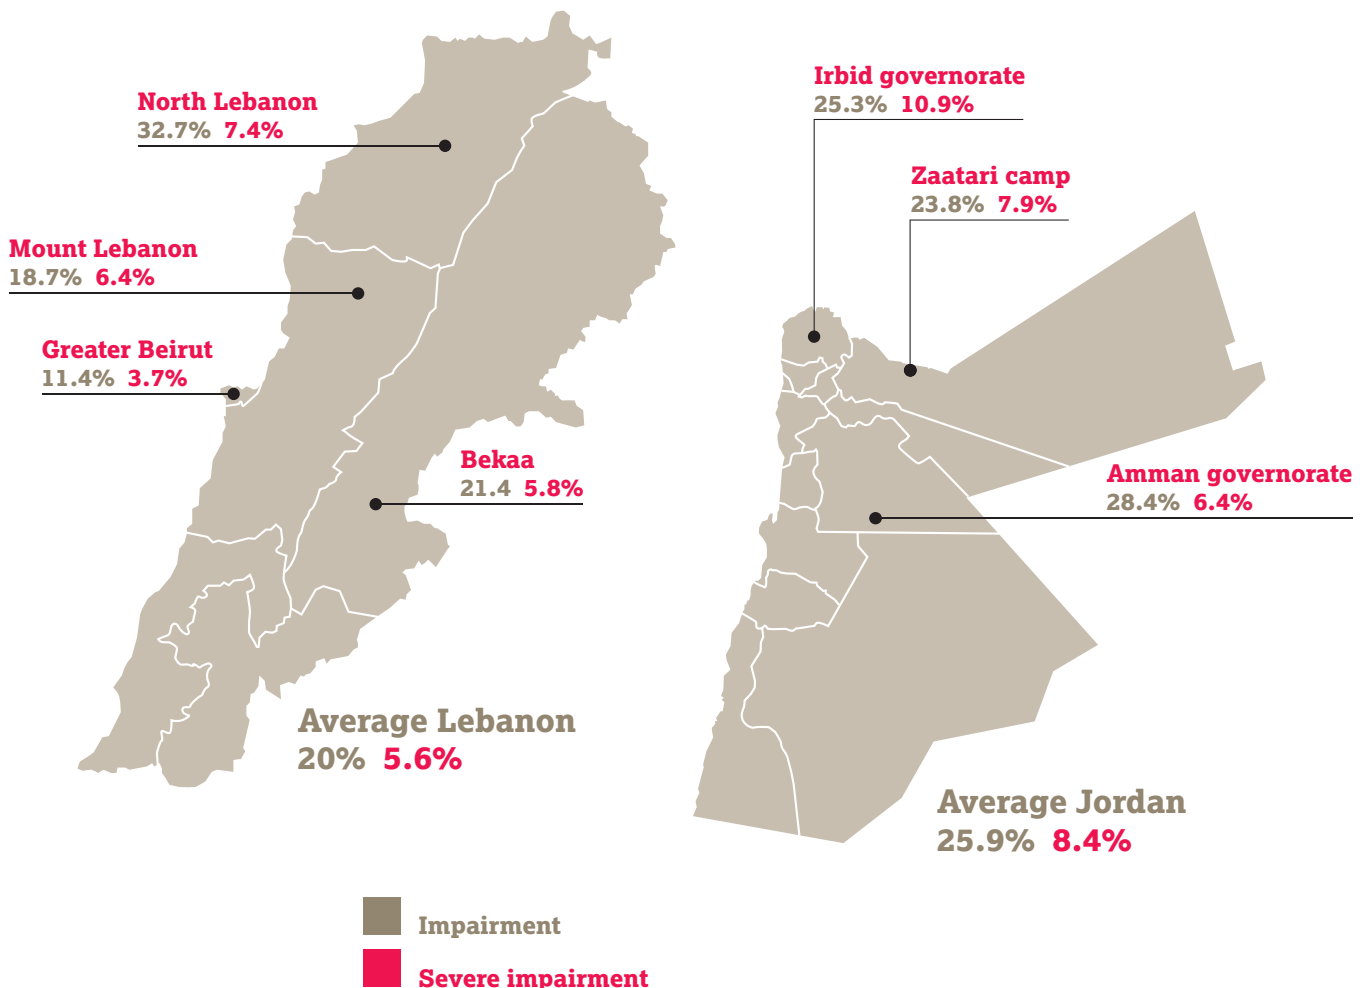 North Lebanon
32.7% 7.4%
Mount Lebanon
18.7% 6.4%
Greater Beirut
11.4% 3.7%
Bekaa
21.4 5.8%
Average Lebanon
20% 5.6%
Irbid governorate
25.3% 10.9%
Zaatari camp
23.8% 7.9%
Amman governorate
28.4% 6.4%
Average Jordan
25.9% 8.4%
Impairment
Severe impairment